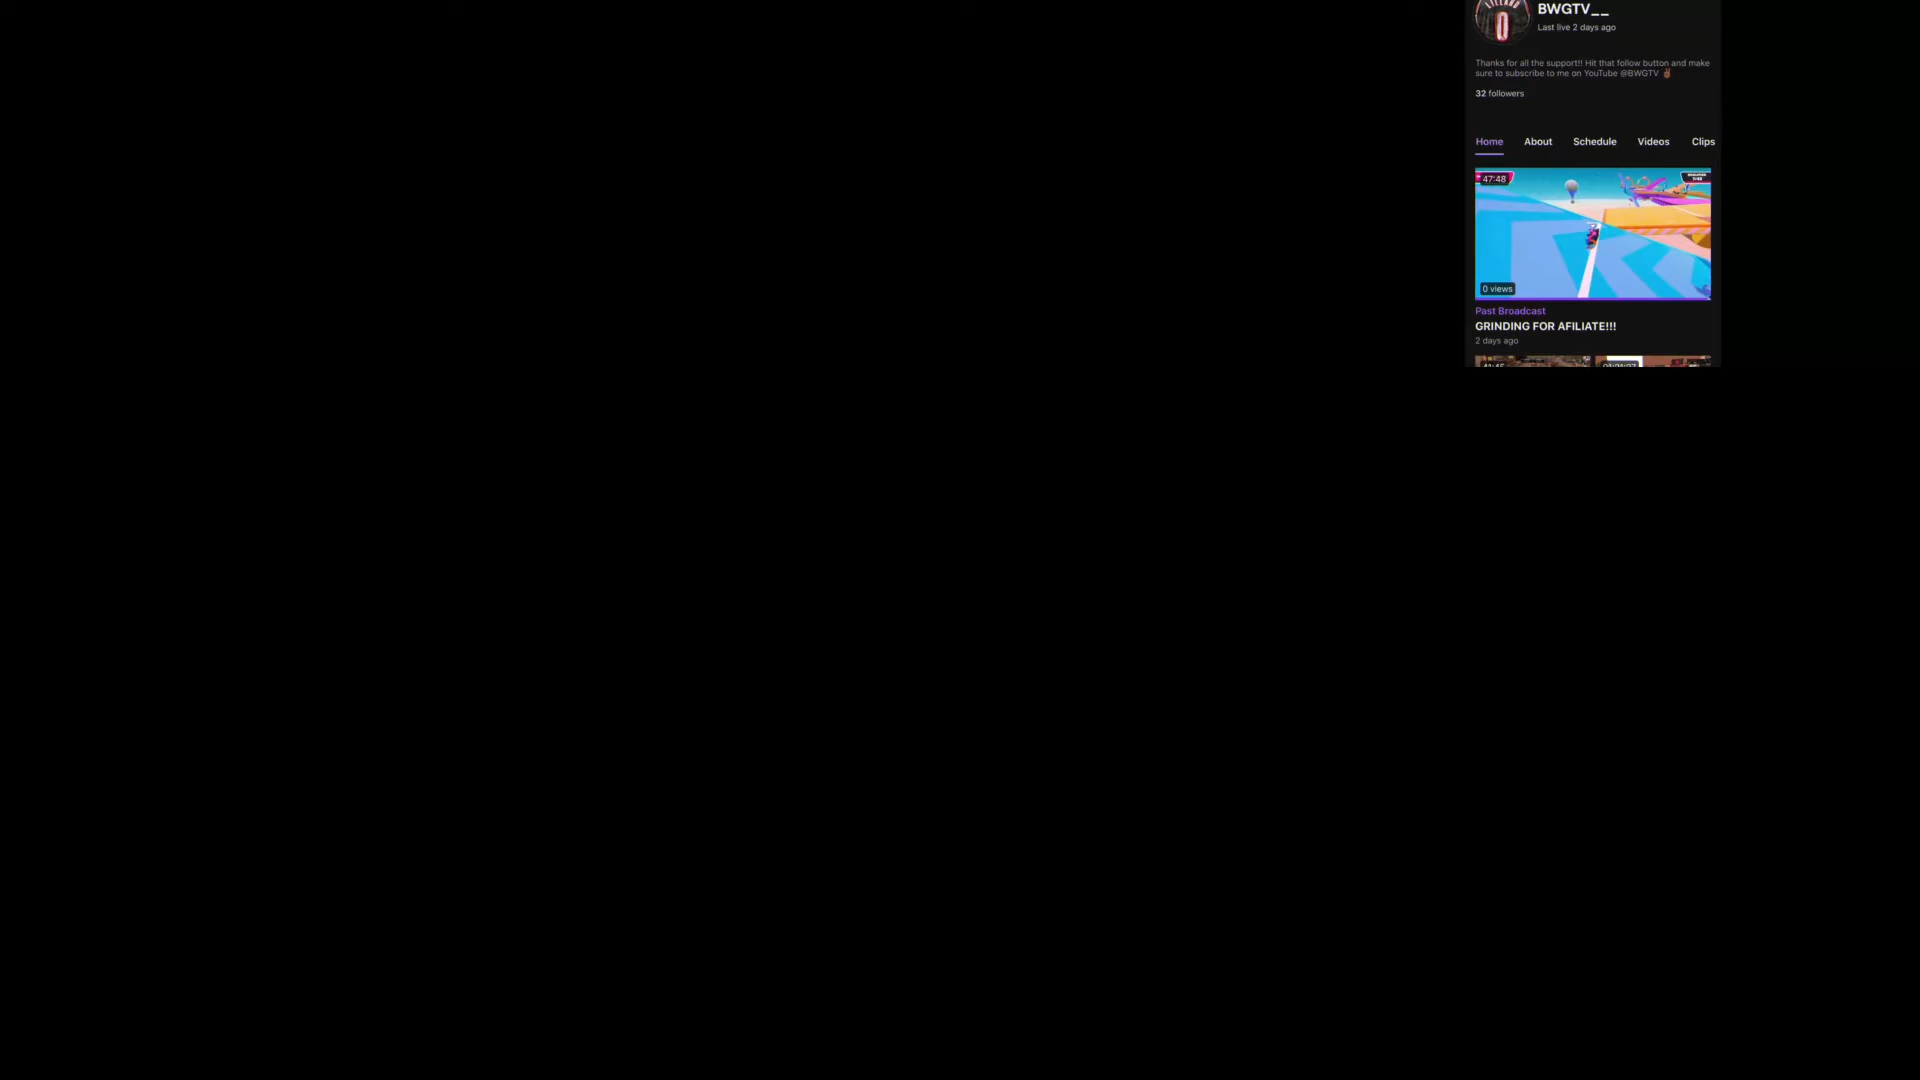 BWGTV__
Last live 2 days ago
Thanks for all the support!! Hit that follow button and make
sure to subscribe to me on YouTube @BWGTV ✌🏾
32 followers
Home About Schedule Videos Clips
47:48
0 views
Past Broadcast
GRINDING FOR AFILIATE!!!
2 days ago